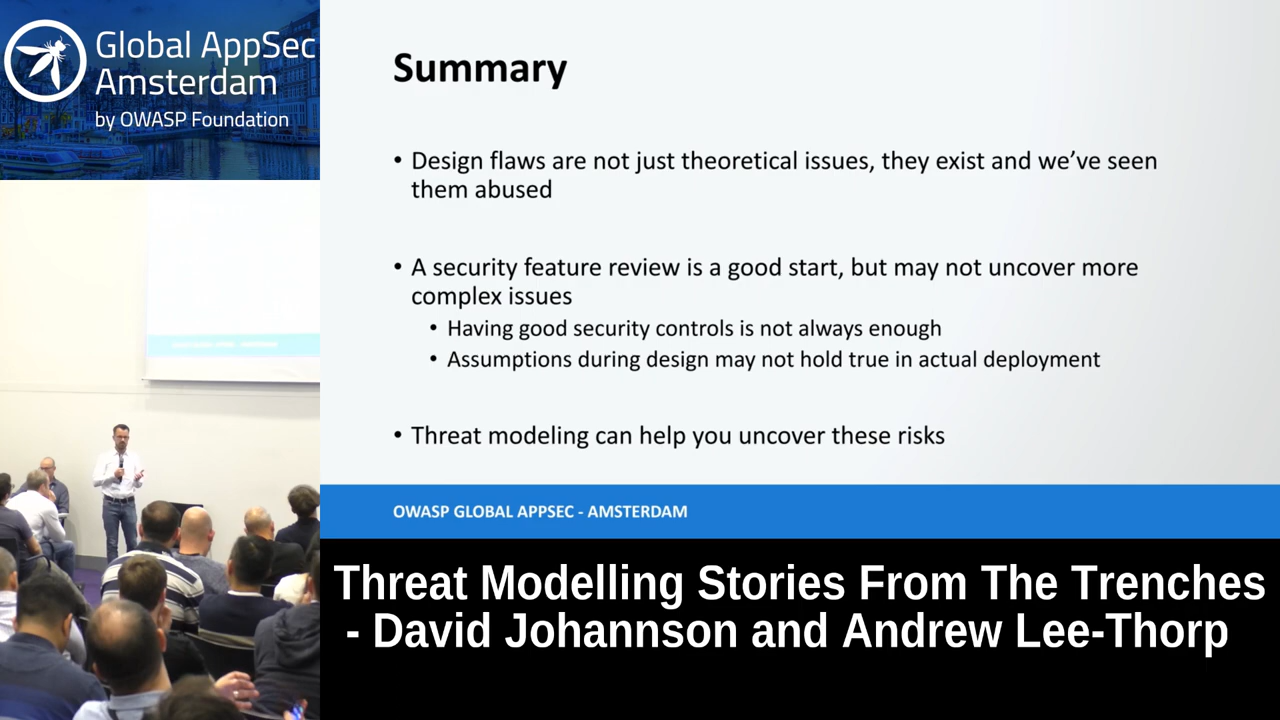 Global AppSec
Amsterdam
by OWASP Foundation
Summary
• Design flaws are not just theoretical issues, they exist and we’ve seen
them abused
• A security feature review is a good start, but may not uncover more
complex issues
• Having good security controls is not always enough
• Assumptions during design may not hold true in actual deployment
• Threat modeling can help you uncover these risks
OWASP GLOBAL APPSEC - AMSTERDAM
Threat Modelling Stories From The Trenches
- David Johannson and Andrew Lee-Thorp